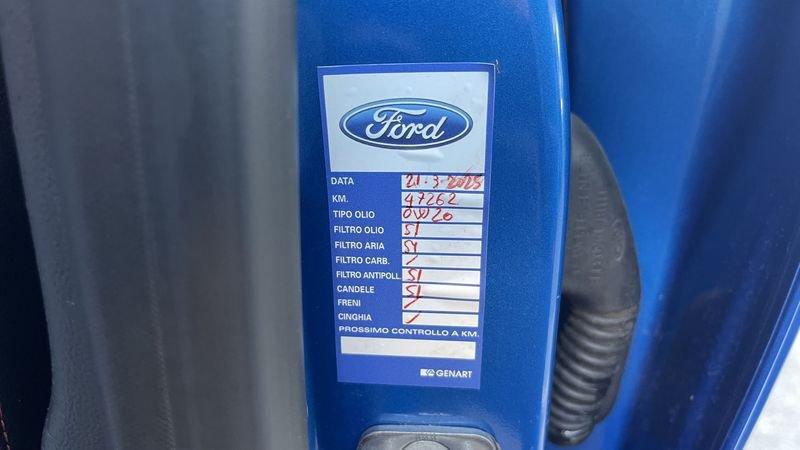 Ford
DATA 21.3.2025
KM. 47262
TIPO OLIO 0W20
FILTRO OLIO SI
FILTRO ARIA SI
FILTRO CARB. /
FILTRO ANTIPOLL. SI
CANDELE SI
FRENI /
CINGHIA /
PROSSIMO CONTROLLO A KM.
GENART